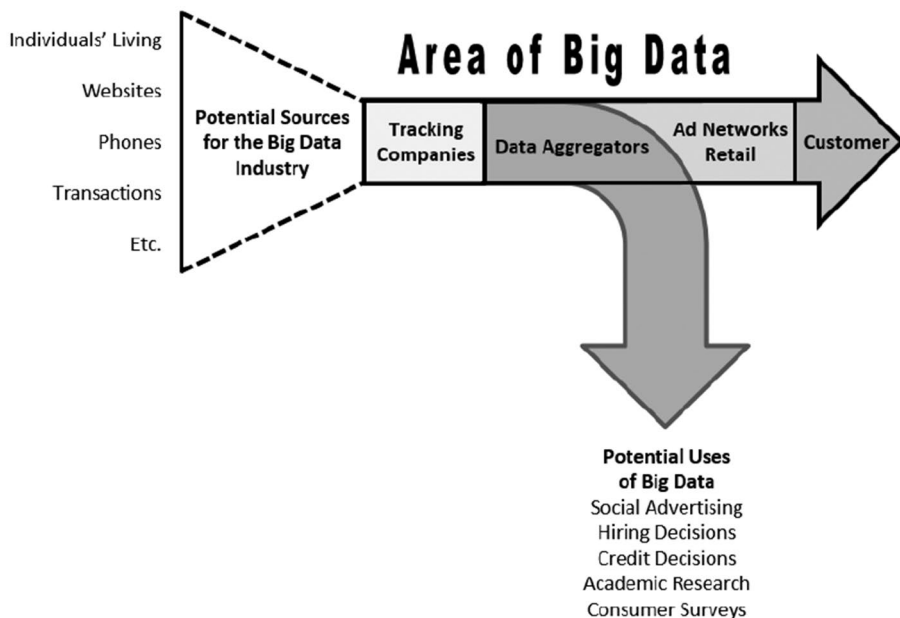 Area of Big Data
Individuals' Living
Websites
Phones
Transactions
Etc.
Potential Sources
for the Big Data
Industry
Tracking
Companies
Data Aggregators
Ad Networks
Retail
Customer
Potential Uses
of Big Data
Social Advertising
Hiring Decisions
Credit Decisions
Academic Research
Consumer Surveys